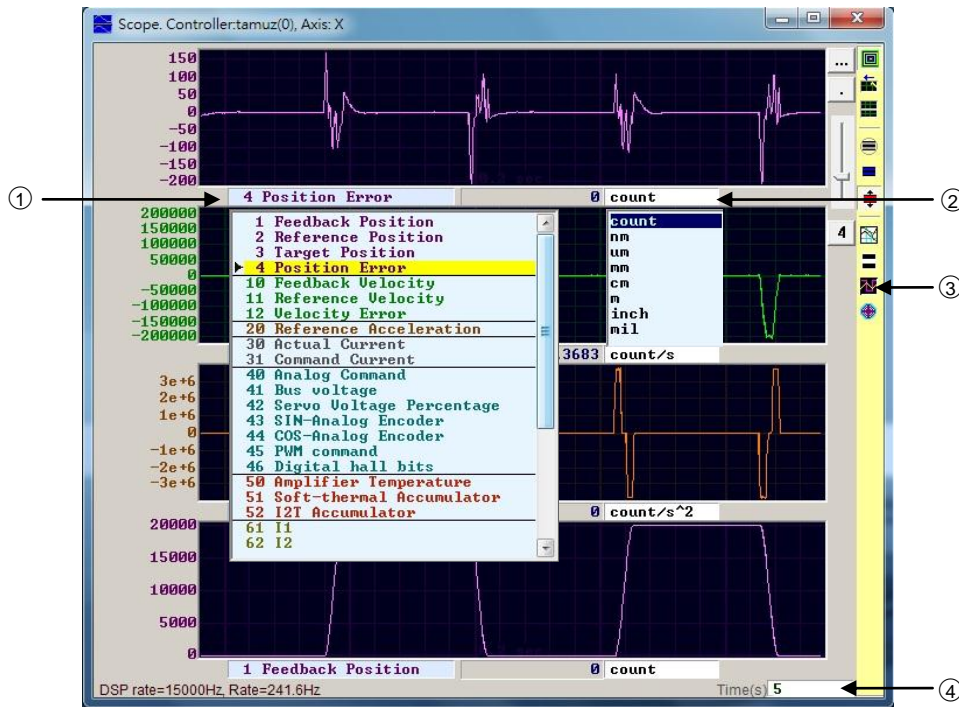 Scope. Controller:tamuz(0), Axis: X
150
100
50
0
-50
-100
-150
-200
...
.
① 4 Position Error 0 count ②
200000
150000
100000
50000
0
-50000
-100000
-150000
-200000
4
③
1 Feedback Position
2 Reference Position
3 Target Position
4 Position Error
10 Feedback Velocity
11 Reference Velocity
12 Velocity Error
20 Reference Acceleration
30 Actual Current
31 Command Current
40 Analog Command
41 Bus voltage
42 Servo Voltage Percentage
43 SIN-Analog Encoder
44 COS-Analog Encoder
45 PWM command
46 Digital hall bits
50 Amplifier Temperature
51 Soft-thermal Accumulator
52 I2T Accumulator
61 I1
62 I2
count
nm
um
mm
cm
m
inch
mil
.3683 count/s
3e+6
2e+6
1e+6
0
-1e+6
-2e+6
-3e+6
0 count/s^2
20000
15000
10000
5000
0
1 Feedback Position 0 count
DSP rate=15000Hz, Rate=241.6Hz Time(s) 5 ④